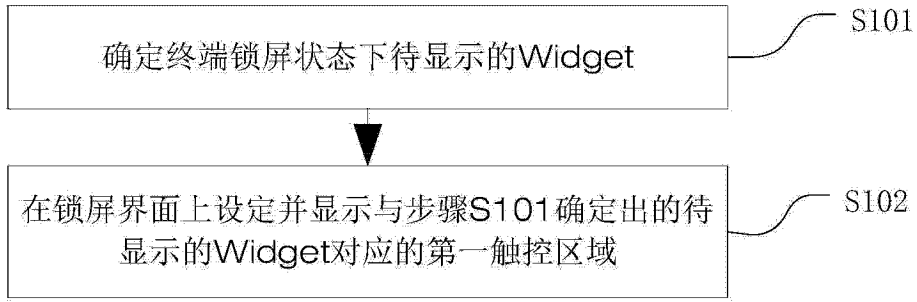 确定终端锁屏状态下待显示的Widget
S101
在锁屏界面上设定并显示与步骤S101确定出的待
显示的Widget对应的第一触控区域
S102